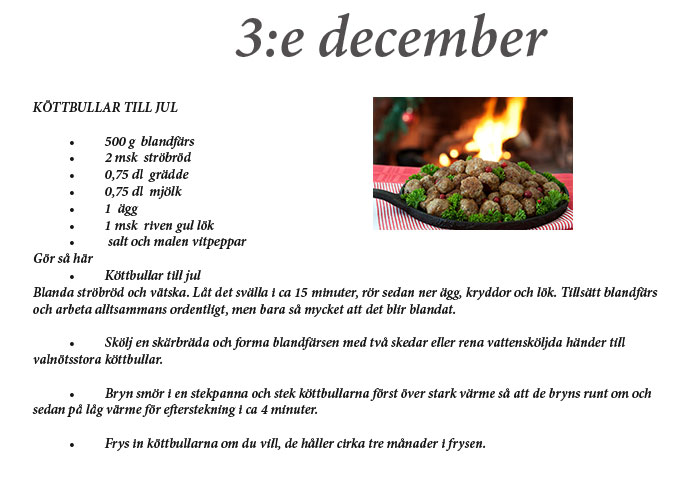 3:e december
KÖTTBULLAR TILL JUL
• 500 g blandfärs
• 2 msk ströbröd
• 0,75 dl grädde
• 0,75 dl mjölk
• 1 ägg
• 1 msk riven gul lök
• salt och malen vitpeppar
Gör så här
• Köttbullar till jul
Blanda ströbröd och vätska. Låt det svälla i ca 15 minuter, rör sedan ner ägg, kryddor och lök. Tillsätt blandfärs
och arbeta alltsammans ordentligt, men bara så mycket att det blir blandat.
• Skölj en skärbräda och forma blandfärsen med två skedar eller rena vattensköljda händer till
valnötsstora köttbullar.
• Bryn smör i en stekpanna och stek köttbullarna först över stark värme så att de bryns runt om och
sedan på låg värme för efterstekning i ca 4 minuter.
• Frys in köttbullarna om du vill, de håller cirka tre månader i frysen.